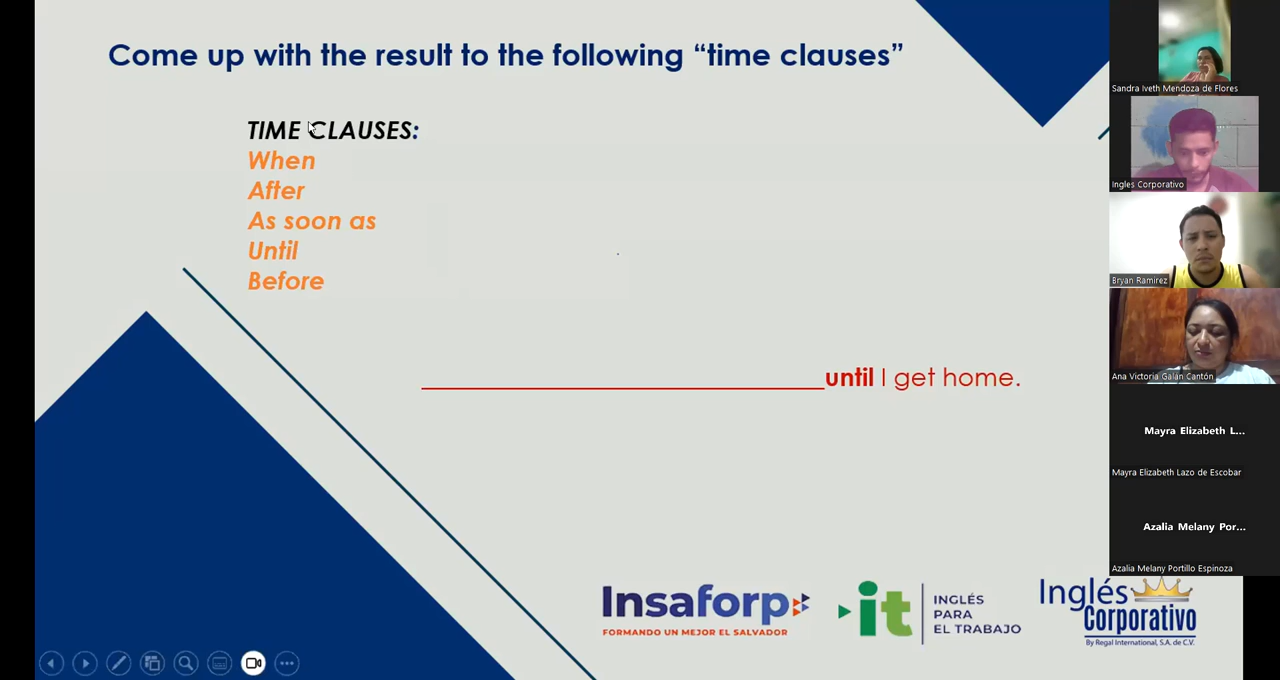 Come up with the result to the following “time clauses”
TIME CLAUSES:
When
After
As soon as
Until
Before
____________________________until I get home.
Insaforp
FORMANDO UN MEJOR EL SALVADOR
it
INGLÉS
PARA
EL TRABAJO
Inglés
Corporativo
By Regal International, S.A. de C.V.
Sandra Iveth Mendoza de Flores
Ingles Corporativo
Bryan Ramirez
Ana Victoria Galán Cantón
Mayra Elizabeth L...
Mayra Elizabeth Lazo de Escobar
Azalia Melany Por...
Azalia Melany Portillo Espinoza